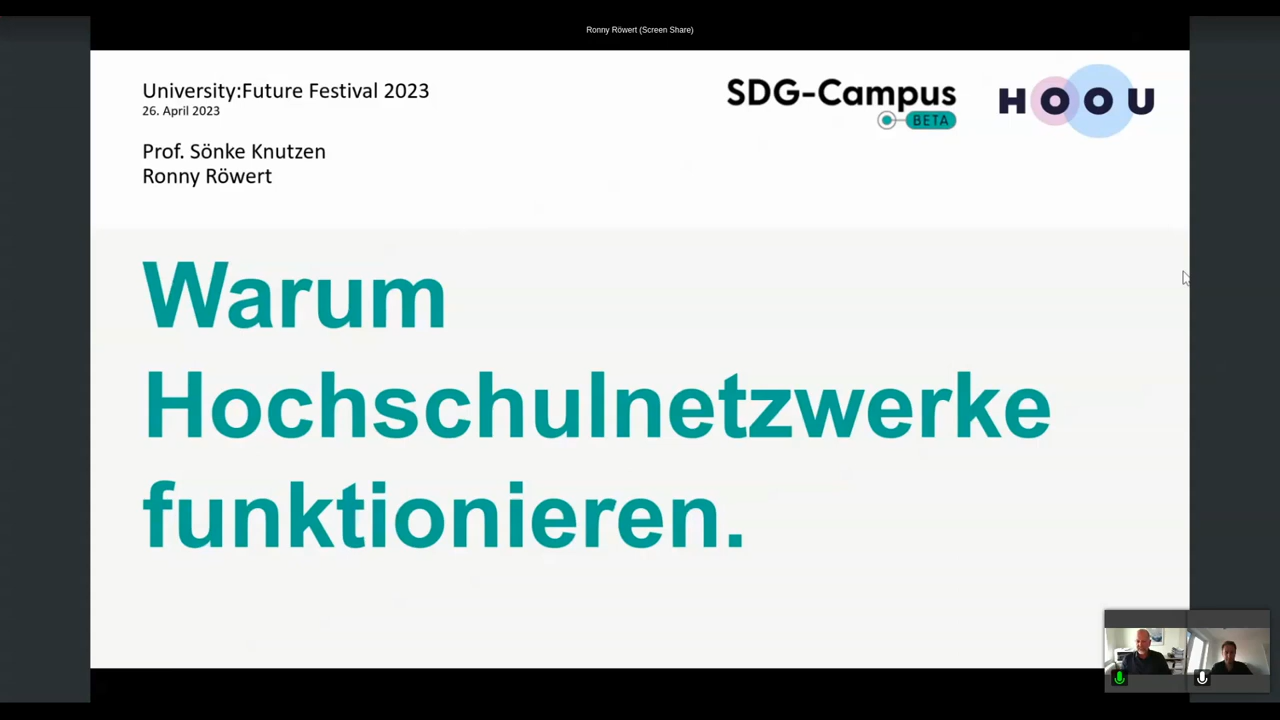 Ronny Röwert (Screen Share)
University:Future Festival 2023
26. April 2023
SDG-Campus
BETA
HOOU
Prof. Sönke Knutzen
Ronny Röwert
Warum
Hochschulnetzwerke
funktionieren.